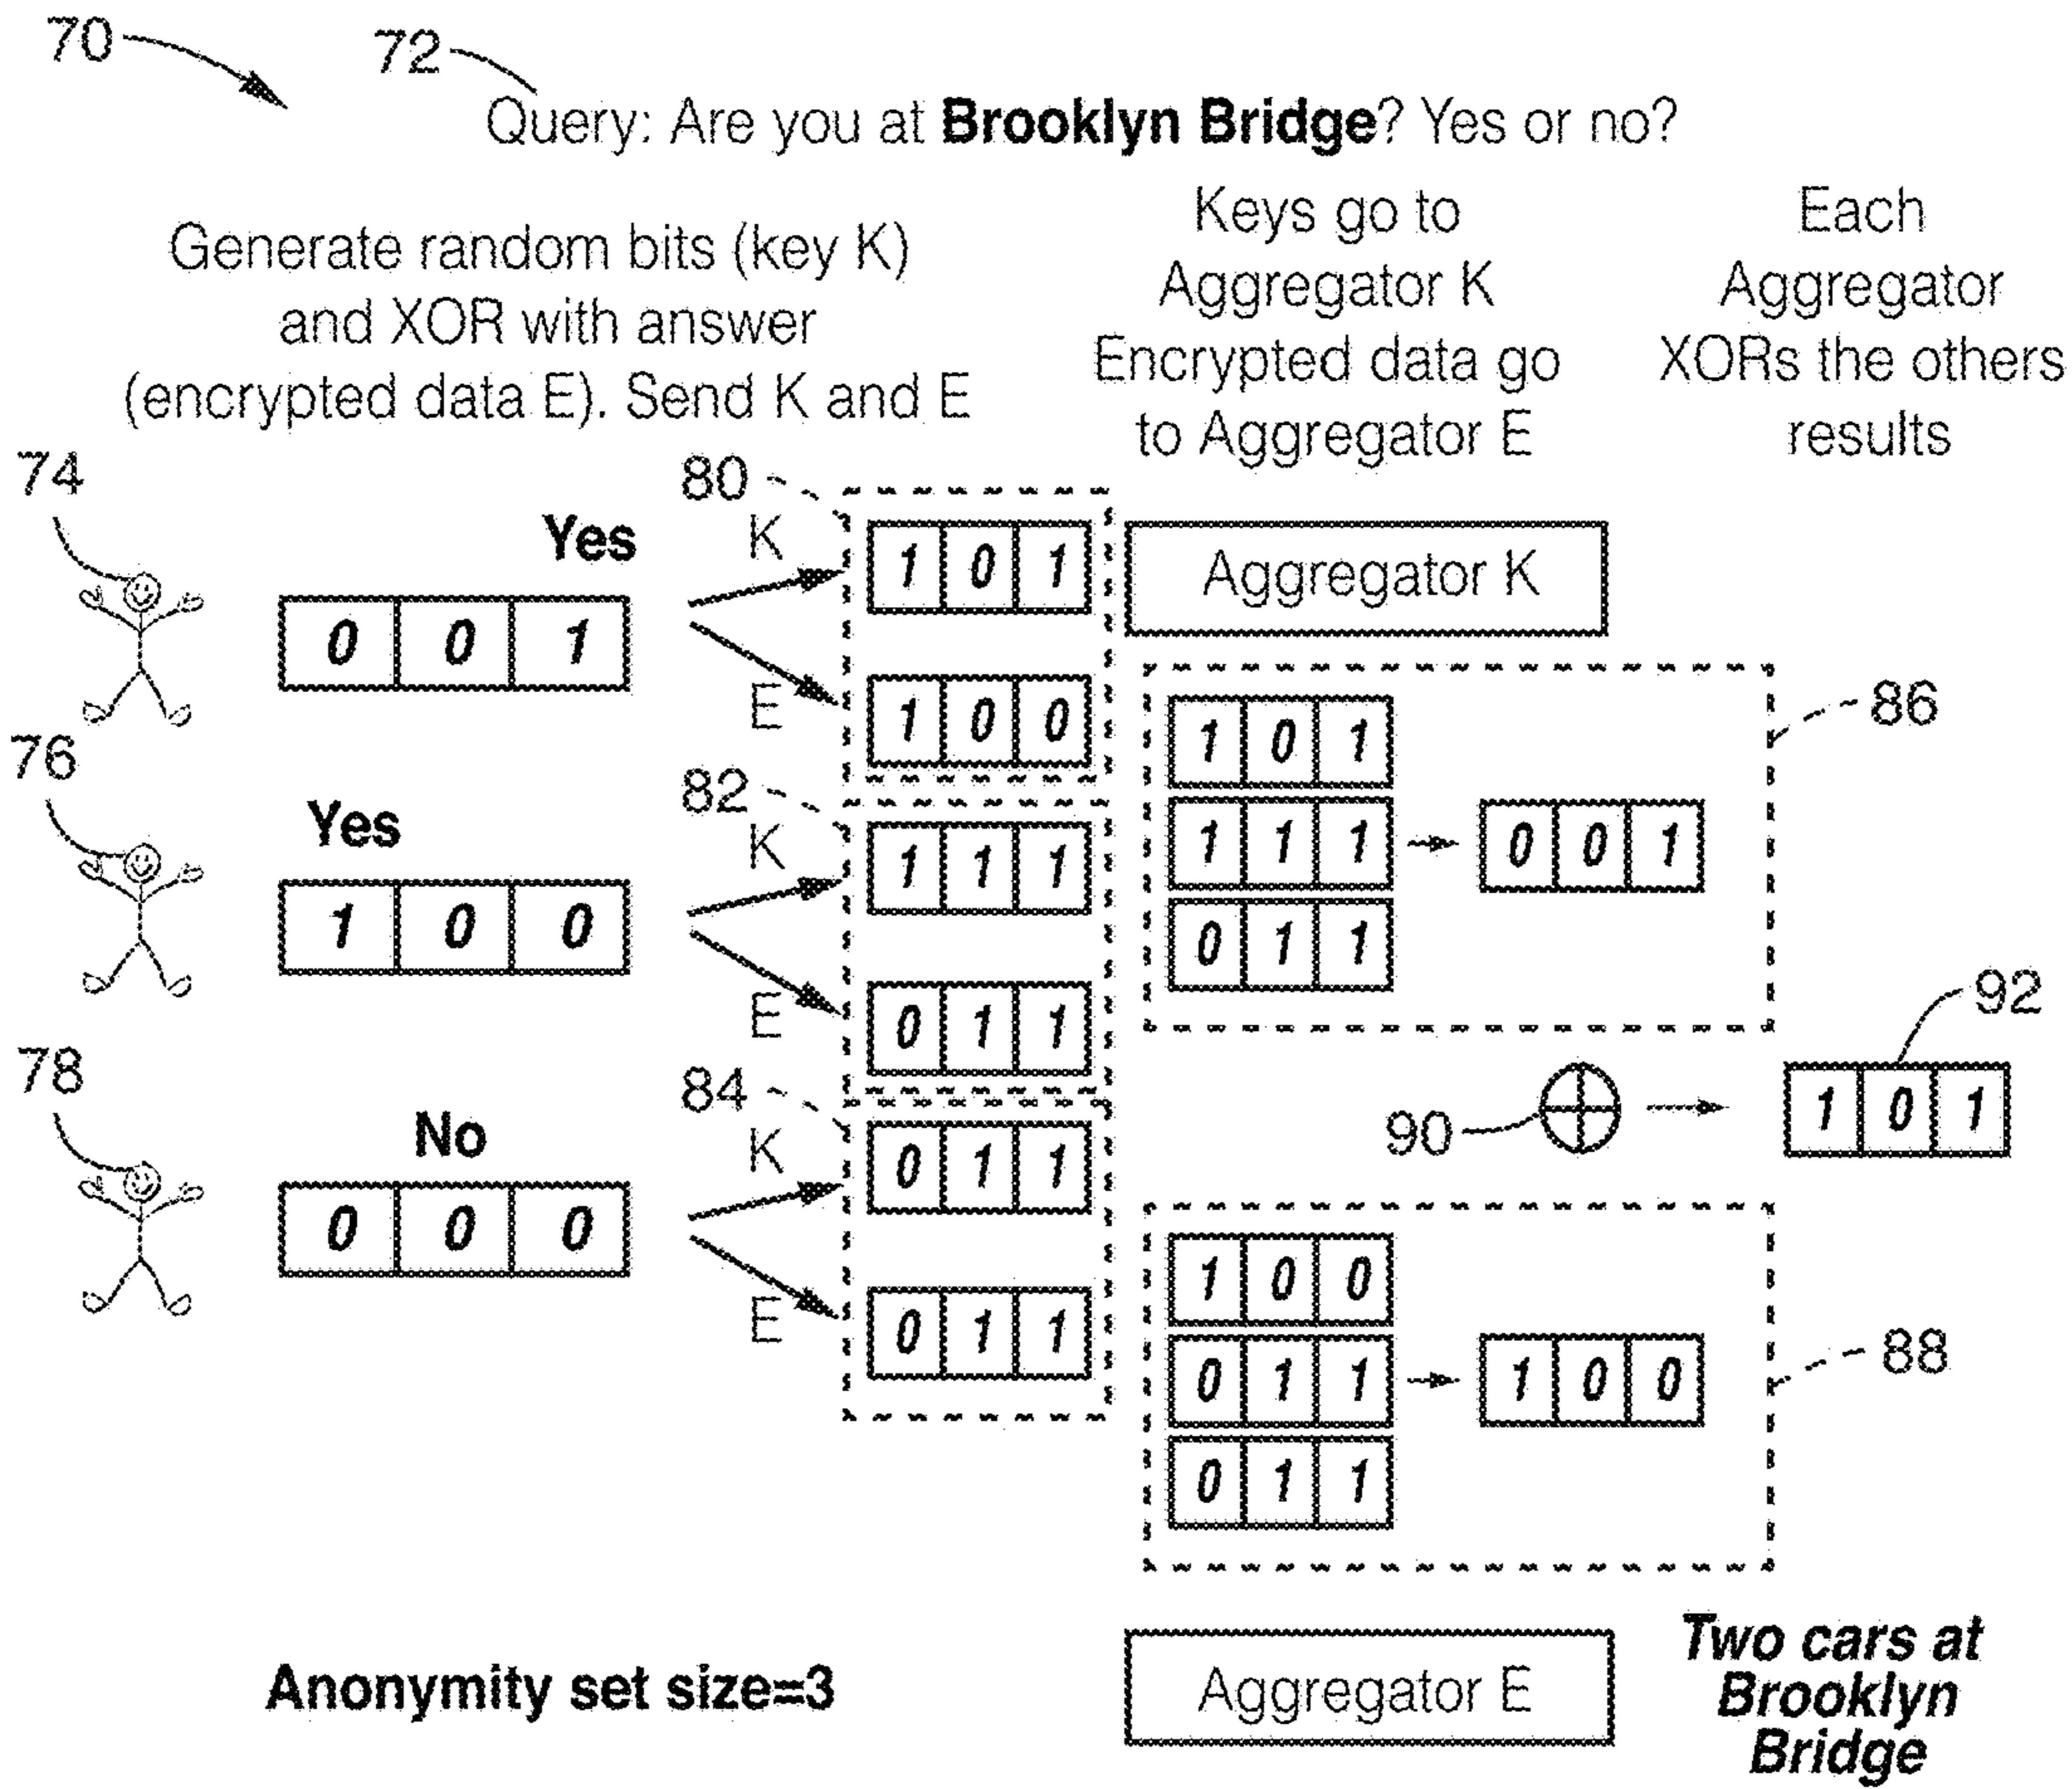 70
72
Query: Are you at Brooklyn Bridge? Yes or no?
Generate random bits (key K)
and XOR with answer
(encrypted data E). Send K and E
Keys go to
Aggregator K
Encrypted data go
to Aggregator E
Each
Aggregator
XORs the others
results
74
Yes
0 0 1
80
K
1 0 1
E
1 0 0
Aggregator K
76
Yes
1 0 0
82
K
1 1 1
E
0 1 1
86
1 0 1
1 1 1
0 1 1
0 0 1
78
No
0 0 0
84
K
0 1 1
E
0 1 1
90
92
1 0 1
88
1 0 0
0 1 1
0 1 1
1 0 0
Anonymity set size=3
Aggregator E
Two cars at
Brooklyn
Bridge